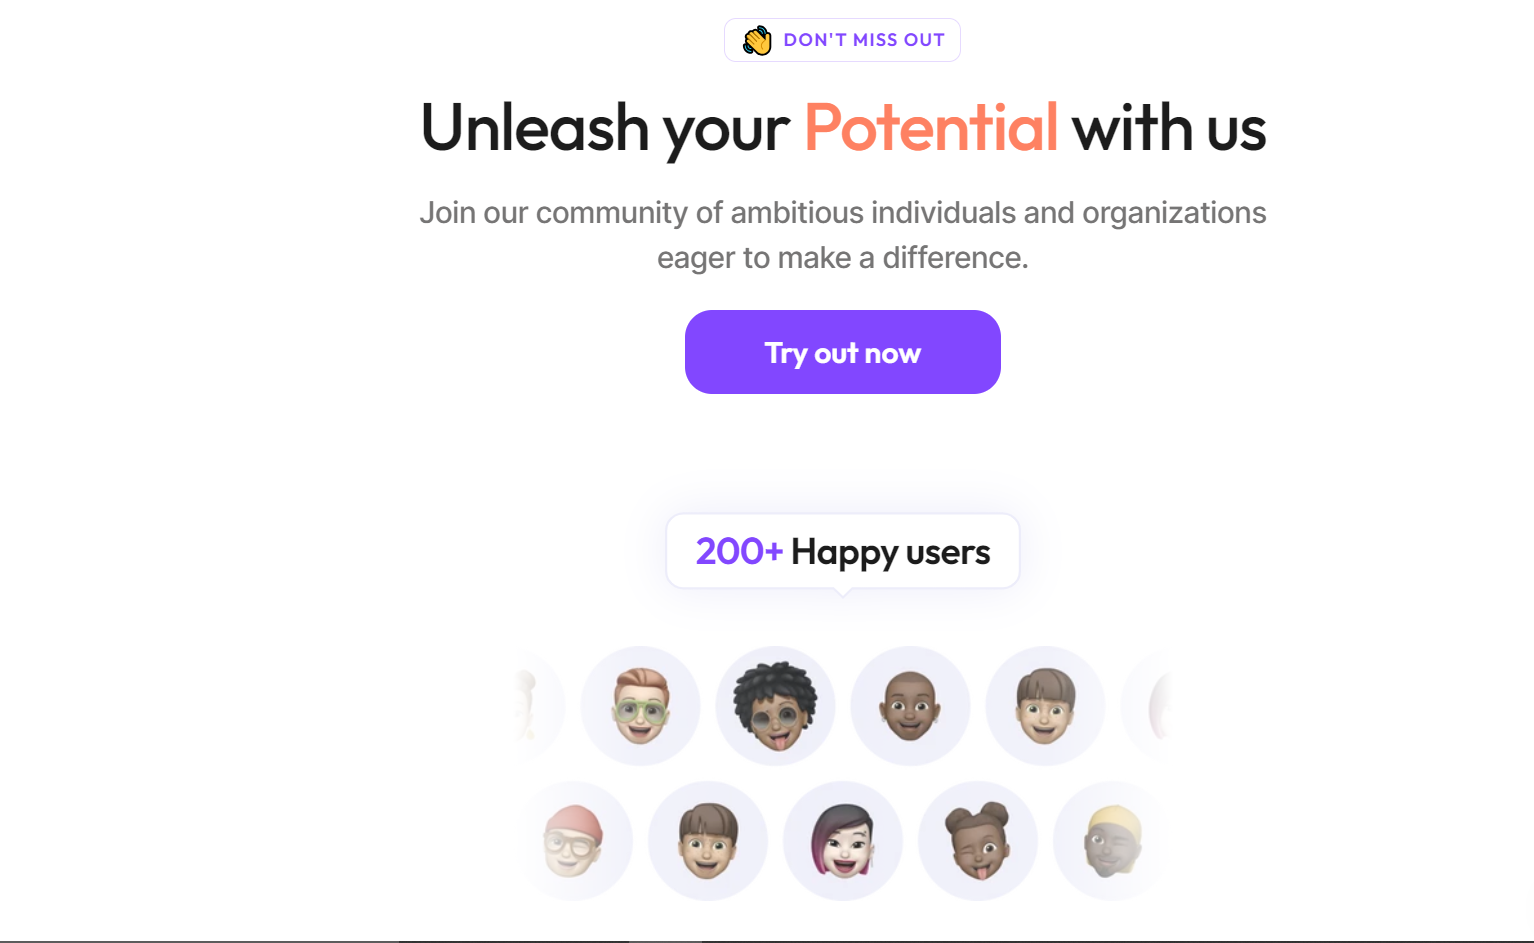 DON'T MISS OUT
Unleash your Potential with us
Join our community of ambitious individuals and organizations
eager to make a difference.
Try out now
200+ Happy users